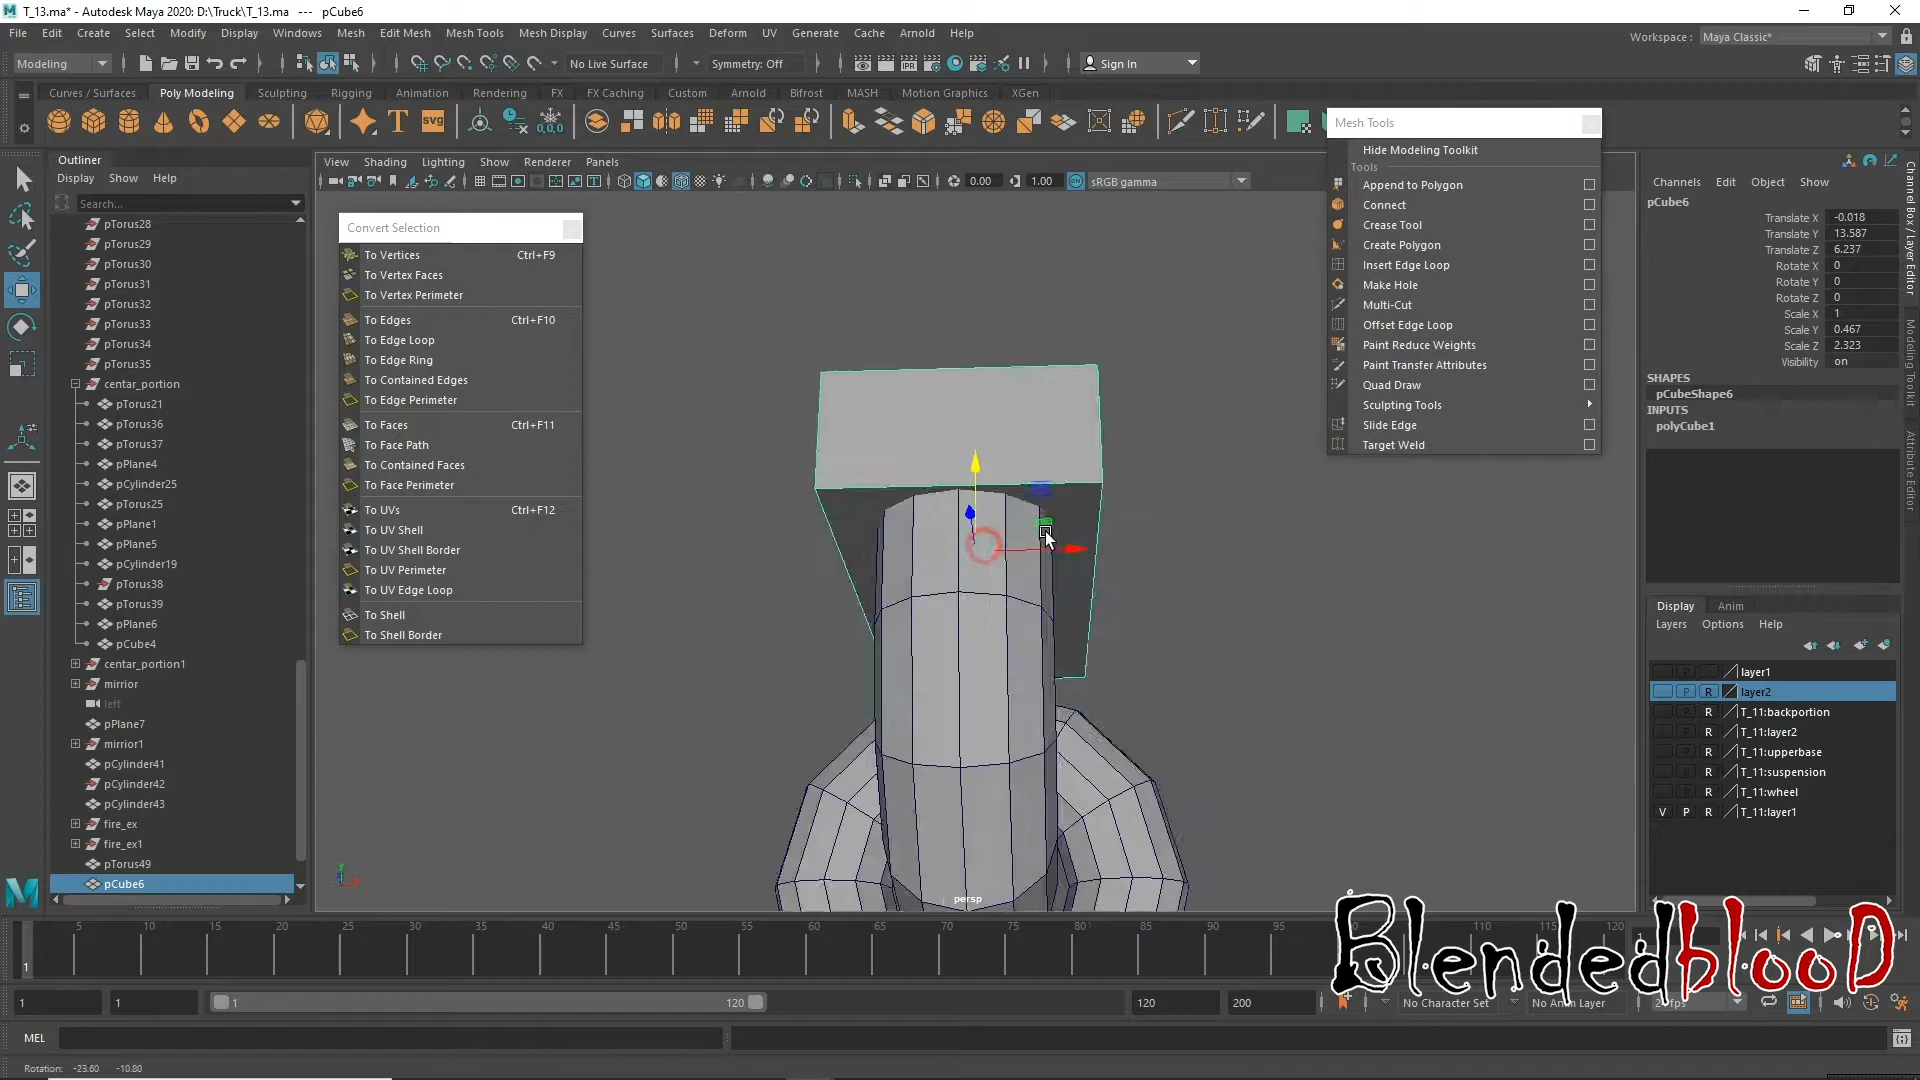 T_13.ma* - Autodesk Maya 2020: D:\Truck\T_13.ma   ---   pCube6
File Edit Create Select Modify Display Windows Mesh Edit Mesh Mesh Tools Mesh Display Curves Surfaces Deform UV Generate Cache Arnold Help
Workspace : Maya Classic*
Modeling No Live Surface Symmetry: Off Sign In
Curves / Surfaces Poly Modeling Sculpting Rigging Animation Rendering FX FX Caching Custom Arnold Bifrost MASH Motion Graphics XGen
Outliner
Display Show Help
Search...
pTorus28
pTorus29
pTorus30
pTorus31
pTorus32
pTorus33
pTorus34
pTorus35
centar_portion
pTorus21
pTorus36
pTorus37
pPlane4
pCylinder25
pTorus25
pPlane1
pPlane5
pCylinder19
pTorus38
pTorus39
pPlane6
pCube4
centar_portion1
mirrior
left
pPlane7
mirrior1
pCylinder41
pCylinder42
pCylinder43
fire_ex
fire_ex1
pTorus49
pCube6
View Shading Lighting Show Renderer Panels
0.00 1.00 sRGB gamma
Convert Selection
To Vertices Ctrl+F9
To Vertex Faces
To Vertex Perimeter
To Edges Ctrl+F10
To Edge Loop
To Edge Ring
To Contained Edges
To Edge Perimeter
To Faces Ctrl+F11
To Face Path
To Contained Faces
To Face Perimeter
To UVs Ctrl+F12
To UV Shell
To UV Shell Border
To UV Perimeter
To UV Edge Loop
To Shell
To Shell Border
persp
Mesh Tools
Hide Modeling Toolkit
Tools
Append to Polygon
Connect
Crease Tool
Create Polygon
Insert Edge Loop
Make Hole
Multi-Cut
Offset Edge Loop
Paint Reduce Weights
Paint Transfer Attributes
Quad Draw
Sculpting Tools
Slide Edge
Target Weld
Channels Edit Object Show
pCube6
Translate X -0.018
Translate Y 13.587
Translate Z 6.237
Rotate X 0
Rotate Y 0
Rotate Z 0
Scale X 1
Scale Y 0.467
Scale Z 2.323
Visibility on
SHAPES
pCubeShape6
INPUTS
polyCube1
Channel Box / Layer Editor
Modeling Toolkit
Attribute Editor
Display Anim
Layers Options Help
P layer1
P R layer2
R T_11:backportion
R T_11:layer2
R T_11:upperbase
R T_11:suspension
R T_11:wheel
V P R T_11:layer1
5 10 15 20 25 30 35 40 45 50 55 60 65 70 75 80 85 90 95 100 105 110 115 120
1
BlendedblooD
1 1 1 120 120 200 No Character Set No Anim Layer fps
MEL
Rotation: -23.60 -10.80